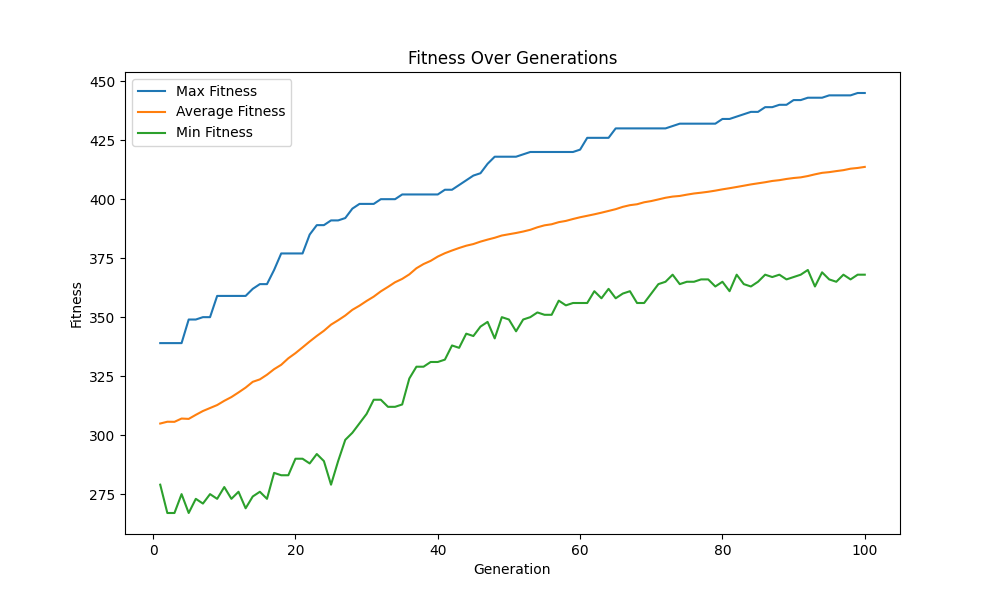 Fitness Over Generations
Max Fitness
Average Fitness
Min Fitness
Fitness
450
425
400
375
350
325
300
275
0 20 40 60 80 100
Generation